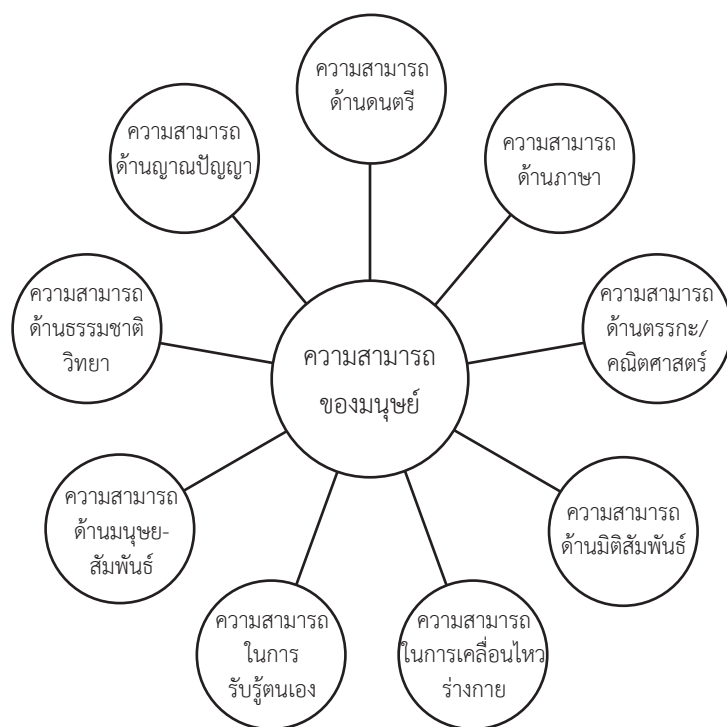 ความสามารถ
ด้านดนตรี
ความสามารถ
ด้านภาษา
ความสามารถ
ด้านตรรกะ/
คณิตศาสตร์
ความสามารถ
ด้านมิติสัมพันธ์
ความสามารถ
ในการเคลื่อนไหว
ร่างกาย
ความสามารถ
ในการ
รับรู้ตนเอง
ความสามารถ
ด้านมนุษย-
สัมพันธ์
ความสามารถ
ด้านธรรมชาติ
วิทยา
ความสามารถ
ด้านญาณปัญญา
ความสามารถ
ของมนุษย์